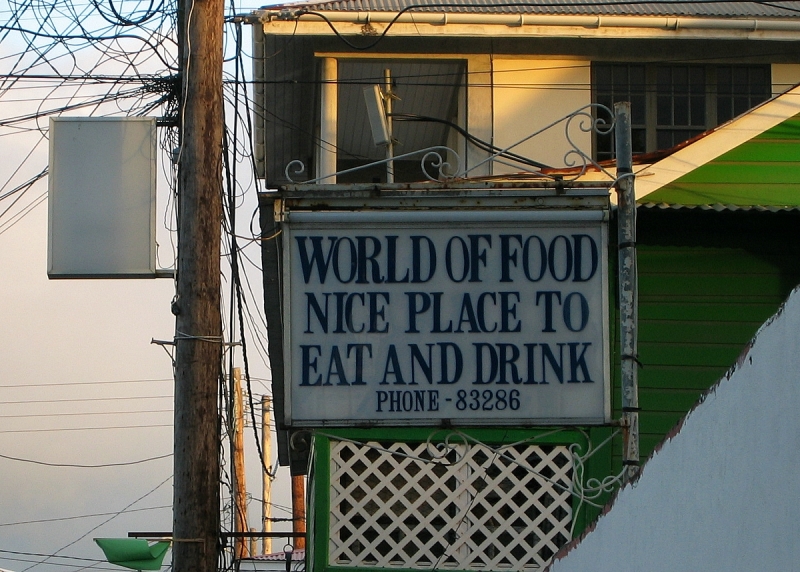 WORLD OF FOOD
NICE PLACE TO
EAT AND DRINK
PHONE - 83286